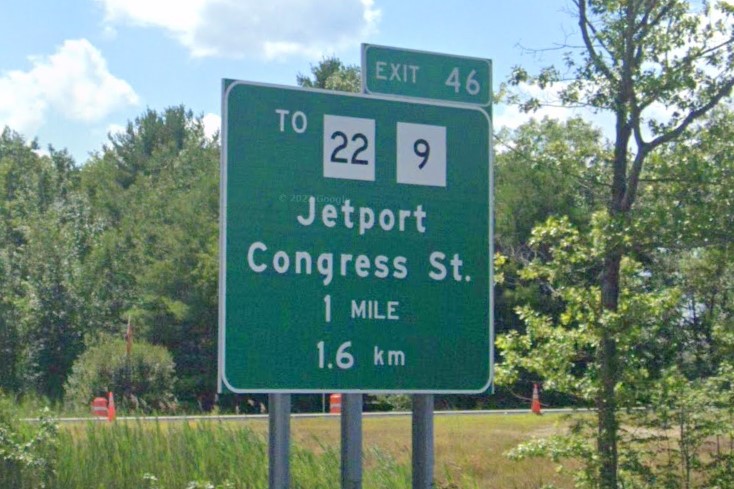 EXIT 46
TO 22 9
Jetport
Congress St.
1 MILE
1.6 km